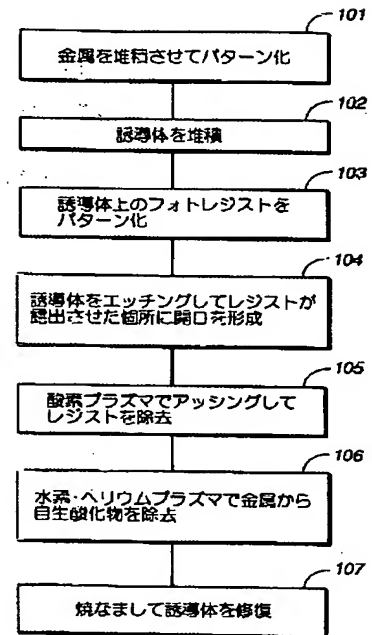 101
金属を堆積させてパターン化
102
誘導体を堆積
103
誘導体上のフォトレジストを
パターン化
104
誘導体をエッチングしてレジストが
露出させた個所に開口を形成
105
酸素プラズマでアッシングして
レジストを除去
106
水素・ヘリウムプラズマで金属から
自生酸化物を除去
107
焼なまして誘導体を修復